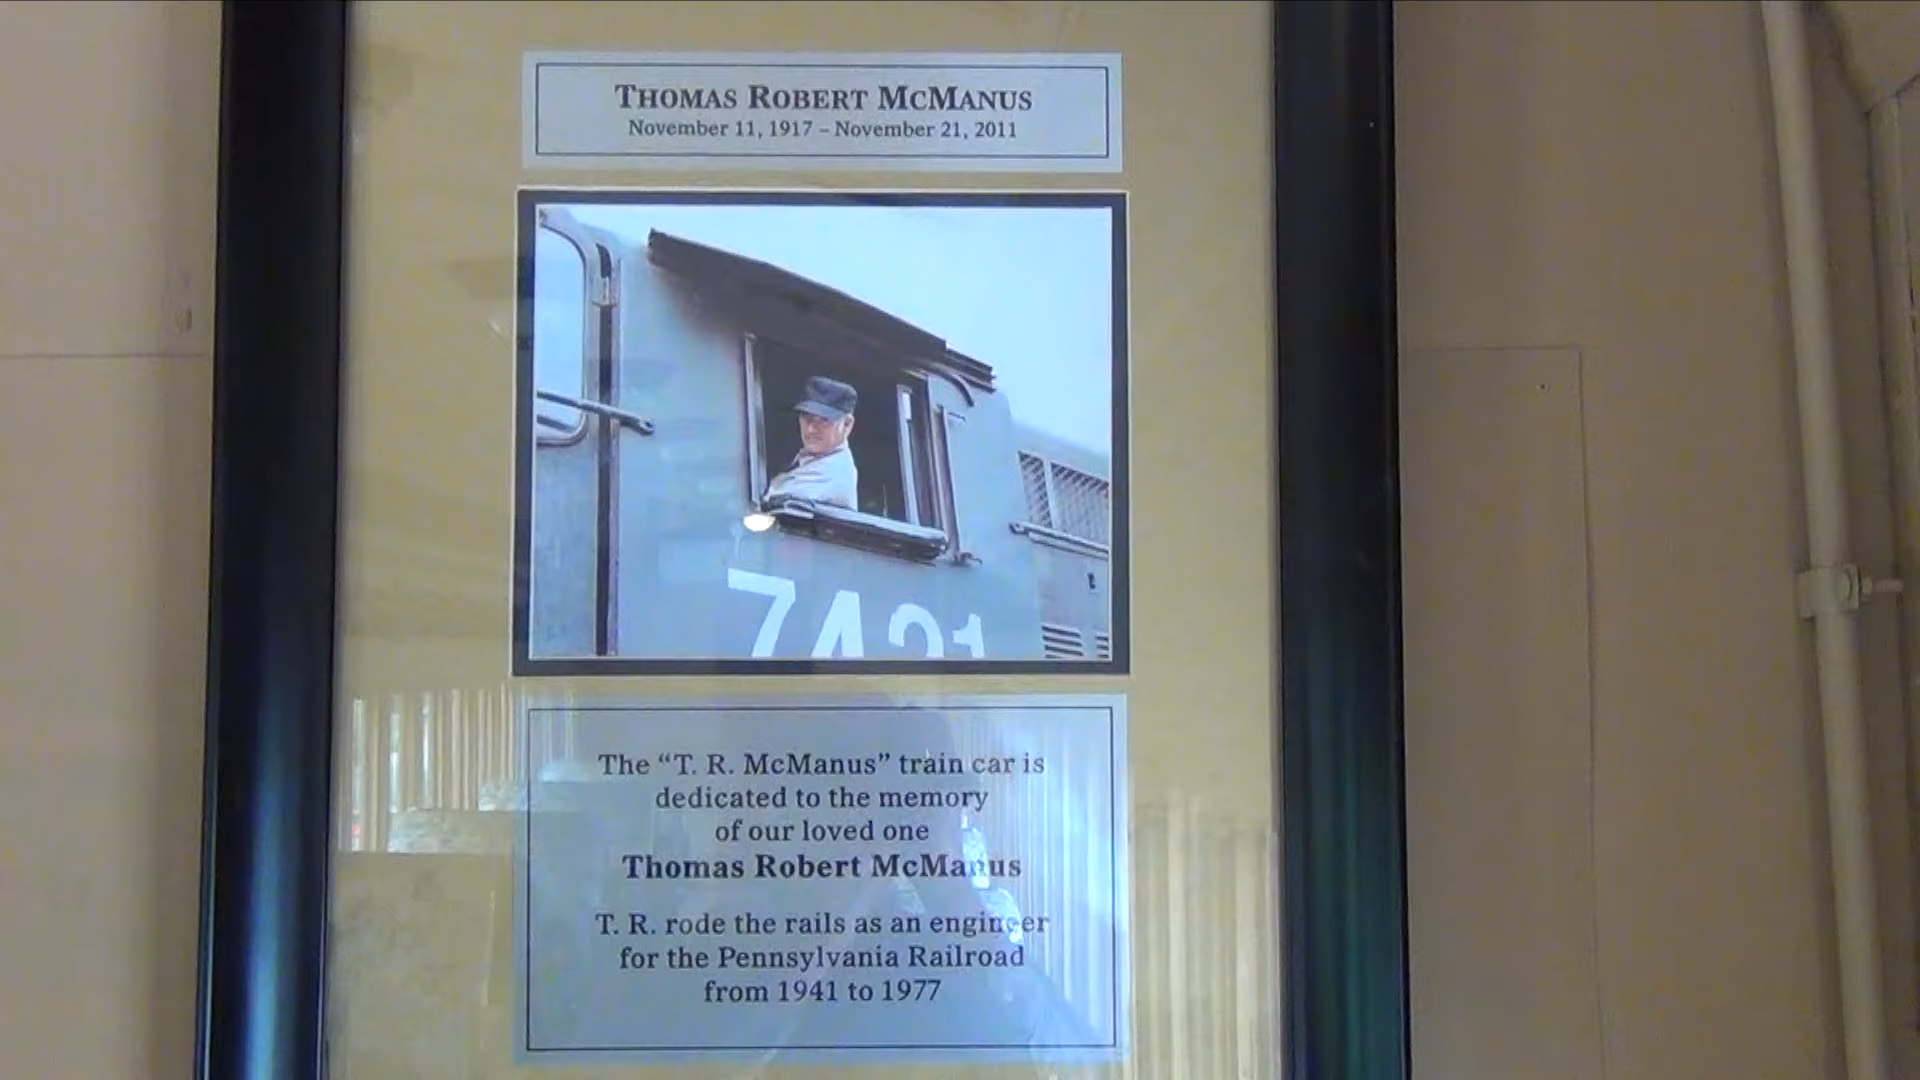 THOMAS ROBERT MCMANUS
November 11, 1917 – November 21, 2011
7421
The “T. R. McManus” train car is
dedicated to the memory
of our loved one
Thomas Robert McManus
T. R. rode the rails as an engineer
for the Pennsylvania Railroad
from 1941 to 1977